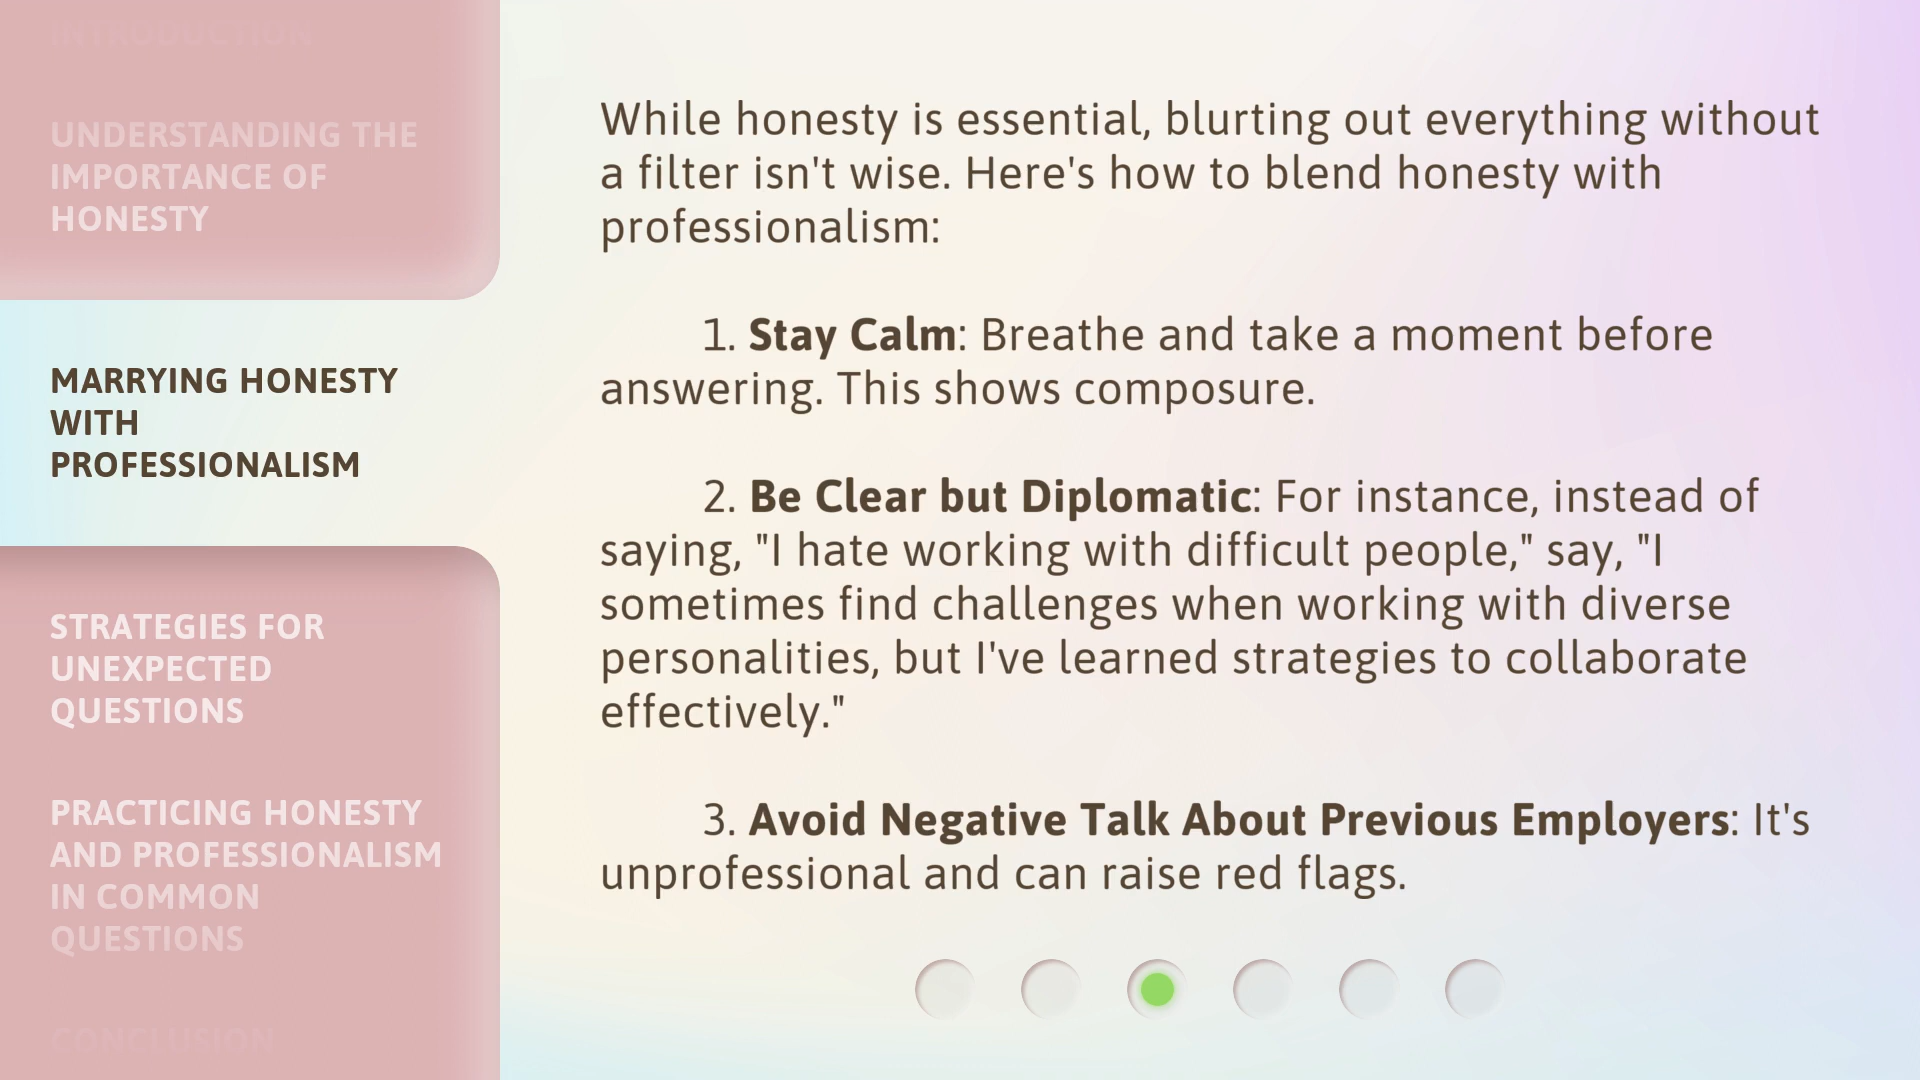 INTRODUCTION
UNDERSTANDING THE
IMPORTANCE OF
HONESTY
MARRYING HONESTY
WITH
PROFESSIONALISM
STRATEGIES FOR
UNEXPECTED
QUESTIONS
PRACTICING HONESTY
AND PROFESSIONALISM
IN COMMON
QUESTIONS
CONCLUSION
While honesty is essential, blurting out everything without
a filter isn't wise. Here's how to blend honesty with
professionalism:
1. Stay Calm: Breathe and take a moment before
answering. This shows composure.
2. Be Clear but Diplomatic: For instance, instead of
saying, "I hate working with difficult people," say, "I
sometimes find challenges when working with diverse
personalities, but I've learned strategies to collaborate
effectively."
3. Avoid Negative Talk About Previous Employers: It's
unprofessional and can raise red flags.